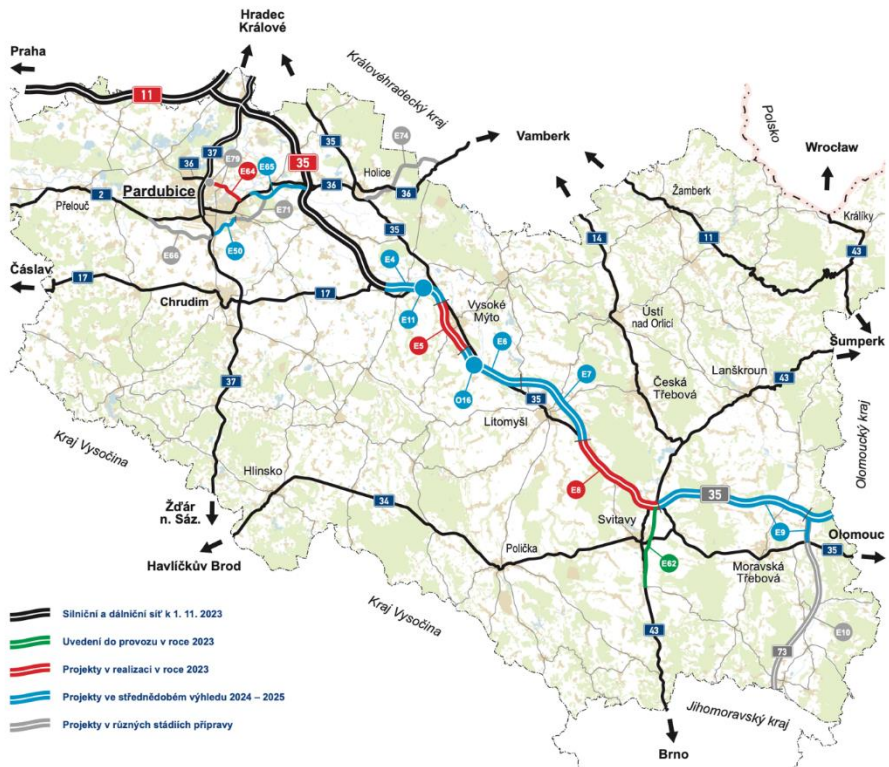 Hradec
Králové
Praha
Královéhradecký kraj
11
Polsko
Vamberk
Wrocław
37
35
E74
36
E79
E64
E65
35
Holice
36
36
Pardubice
2
Přelouč
E71
35
E66
E50
Žamberk
Králíky
14
11
43
Čáslav
17
E4
Chrudim
17
Vysoké
Mýto
E11
E5
E6
Ústí
nad Orlicí
Šumperk
37
E7
Lanškroun
43
O16
35
Česká
Třebová
Litomyšl
Olomoucký kraj
Kraj Vysočina
Hlinsko
E8
35
Svitavy
E9
Olomouc
35
Žďár
n. Sáz.
34
Havlíčkův Brod
Polička
E62
Moravská
Třebová
Kraj Vysočina
Silniční a dálniční síť k 1. 11. 2023
Uvedení do provozu v roce 2023
43
E10
Projekty v realizaci v roce 2023
73
Projekty ve střednědobém výhledu 2024 – 2025
Jihomoravský kraj
Projekty v různých stádiích přípravy
Brno